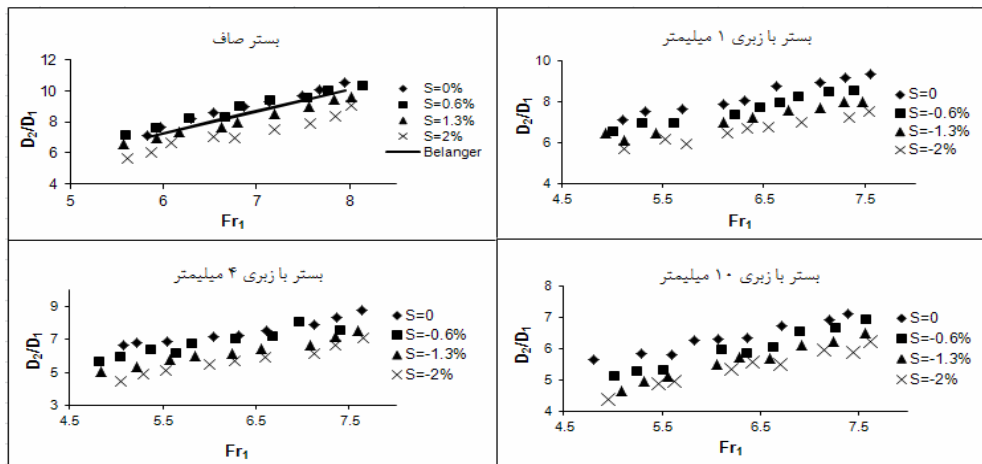 بستر صاف
12
10
8
6
4
D2/D1
5
6
7
8
Fr1
S=0%
S=0.6%
S=1.3%
S=2%
Belanger
بستر با زبری ۱ میلیمتر
10
8
6
4
D2/D1
4.5
5.5
6.5
7.5
Fr1
S=0
S=-0.6%
S=-1.3%
S=-2%
بستر با زبری ۴ میلیمتر
9
7
5
3
D2/D1
4.5
5.5
6.5
7.5
Fr1
S=0
S=-0.6%
S=-1.3%
S=-2%
بستر با زبری ۱۰ میلیمتر
8
7
6
5
4
D2/D1
4.5
5.5
6.5
7.5
Fr1
S=0
S=-0.6%
S=-1.3%
S=-2%